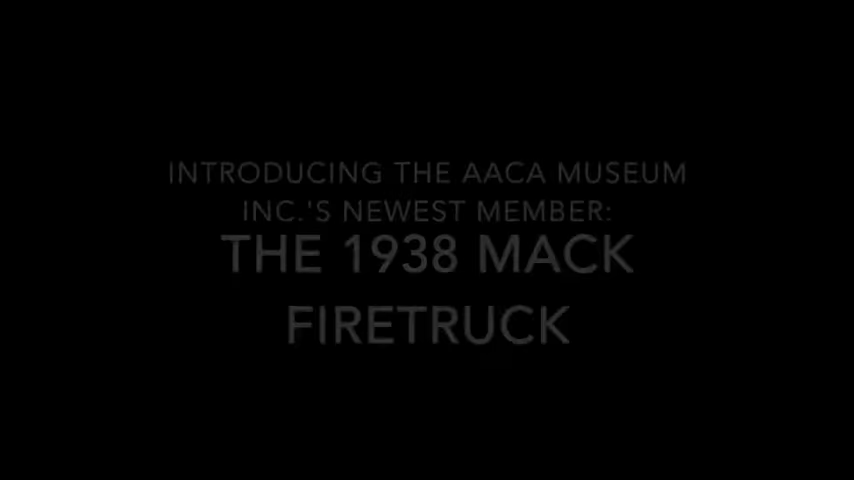 INTRODUCING THE AACA MUSEUM
INC.'S NEWEST MEMBER:
THE 1938 MACK
FIRETRUCK